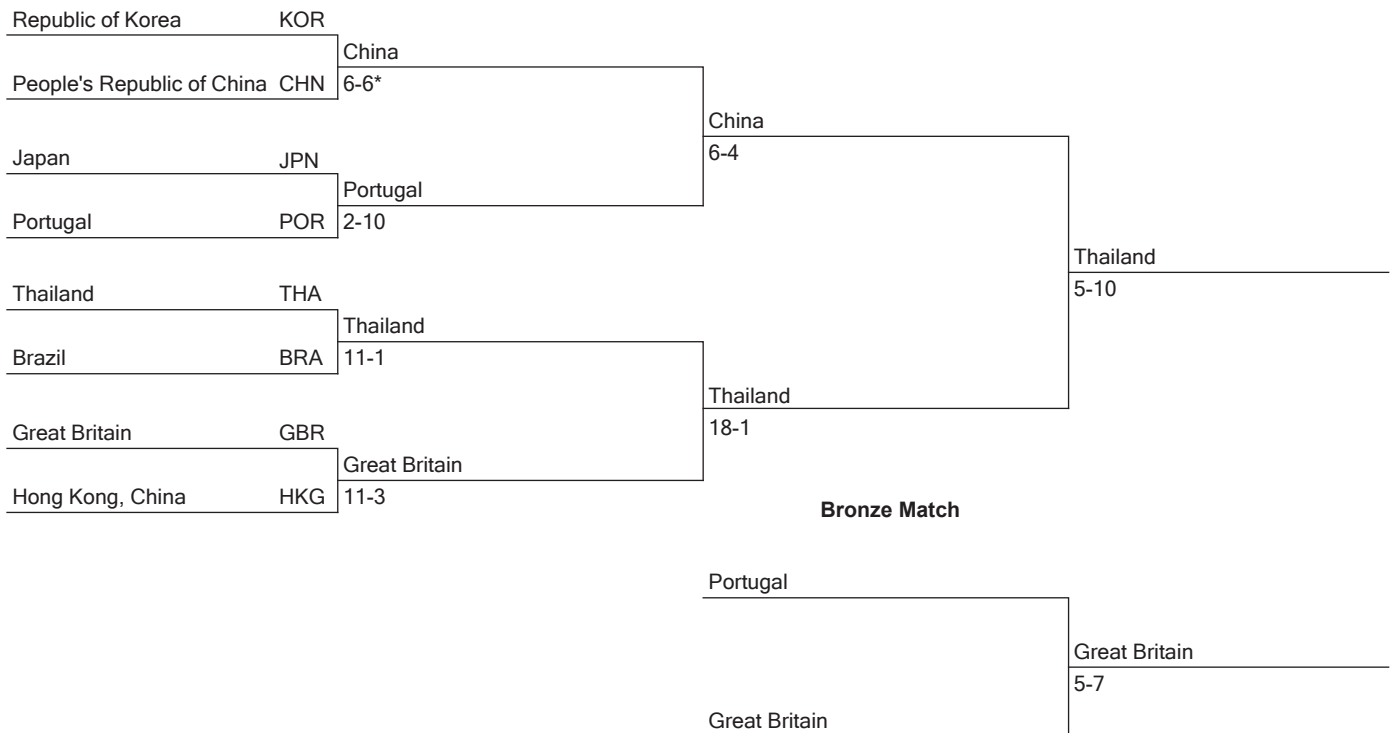 Republic of Korea KOR
China
People's Republic of China CHN 6-6*
China
6-4
Japan JPN
Portugal
Portugal POR 2-10
Thailand
5-10
Thailand THA
Thailand
Brazil BRA 11-1
Thailand
18-1
Great Britain GBR
Great Britain
Hong Kong, China HKG 11-3
Bronze Match
Portugal
Great Britain
5-7
Great Britain